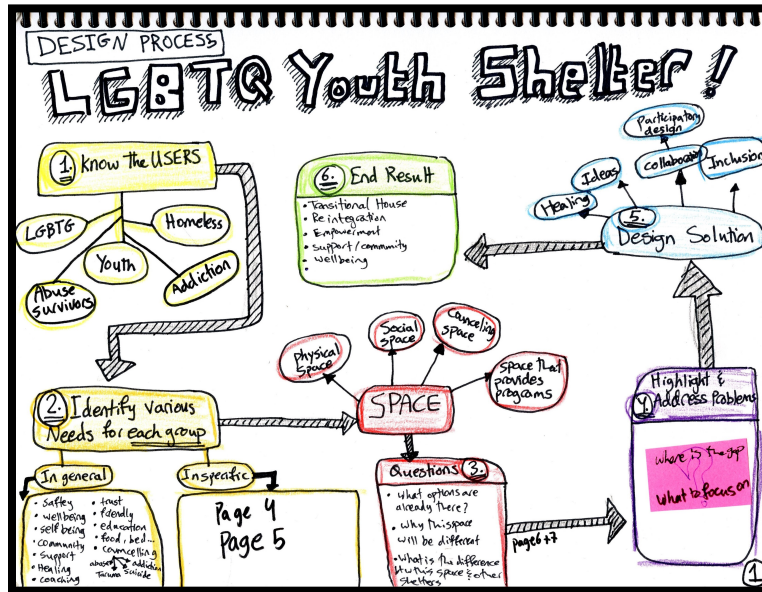 DESIGN PROCESS
LGBTQ Youth Shelter!
1. Know the USERS
LGBTG
Homeless
Youth
Abuse
survivors
Addiction
6. End Result
• Transitional House
• Reintegration
• Empowerment
• Support/community
• Wellbeing
•
Participatory
design
Ideas
collaboration
Inclusion
Healing
5.
Design Solution
physical
space
Social
space
Counceling
space
space that
provides
programs
SPACE
2. Identify Various
Needs for each group
In general
• Saftey
• wellbeing
• self being
• community
• Support
• Healing
• coaching
• trust
• friendly
• education
• food, bed...
• councelling
abuse
addiction
Taruma
Suicide
In specific
Page 4
Page 5
Questions 3.
• What options are
already there?
• Why this space
will be different
• What is the difference
btw this space & other
shelters
page 6+7
4. Highlight &
Address Problems
where is the gap
What to focus on
1